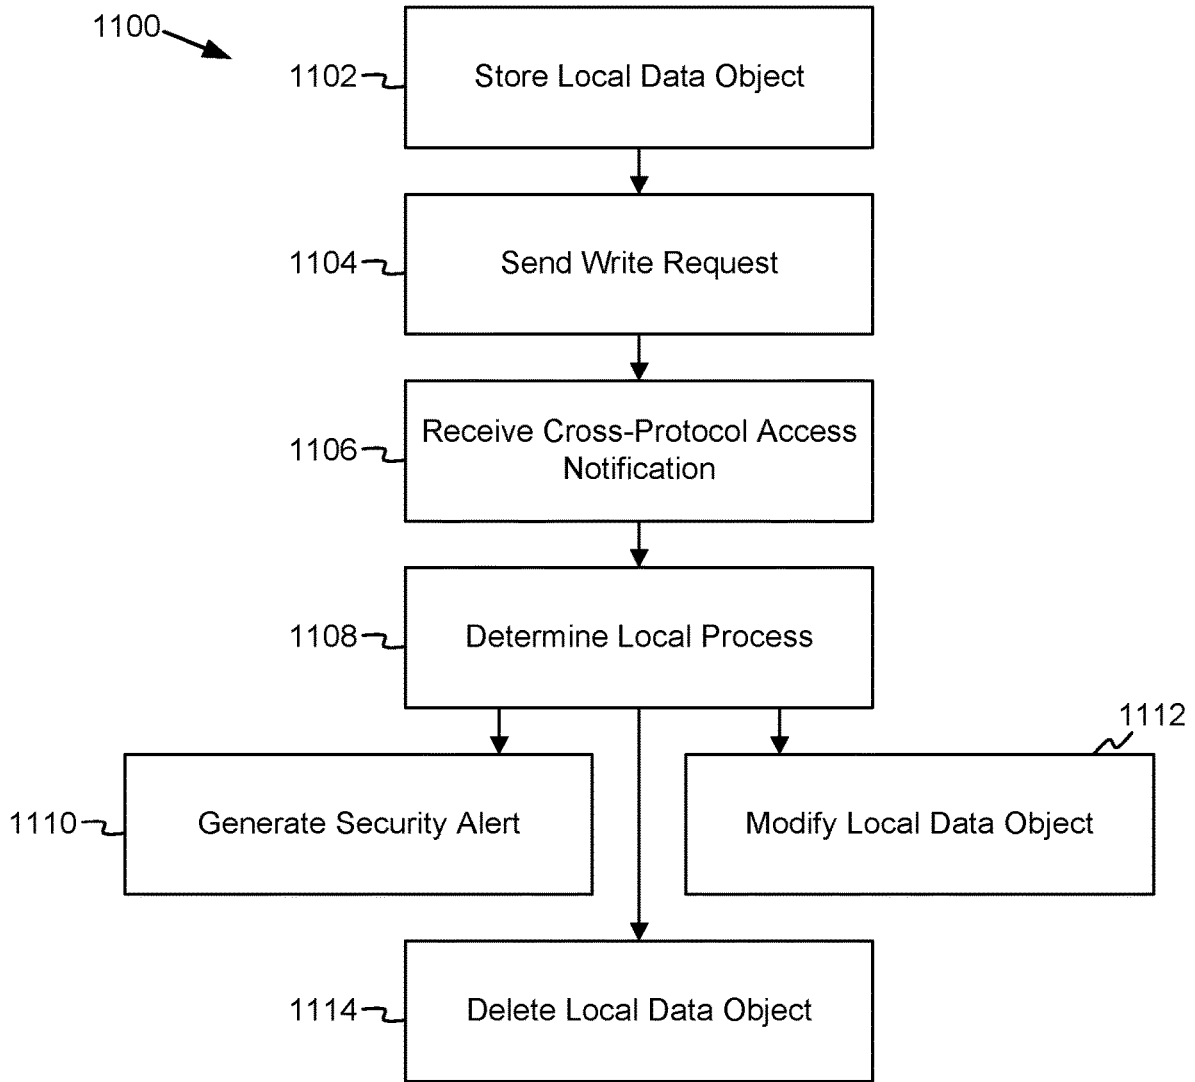 1100
1102
Store Local Data Object
1104
Send Write Request
1106
Receive Cross-Protocol Access
Notification
1108
Determine Local Process
1112
1110
Generate Security Alert
Modify Local Data Object
1114
Delete Local Data Object